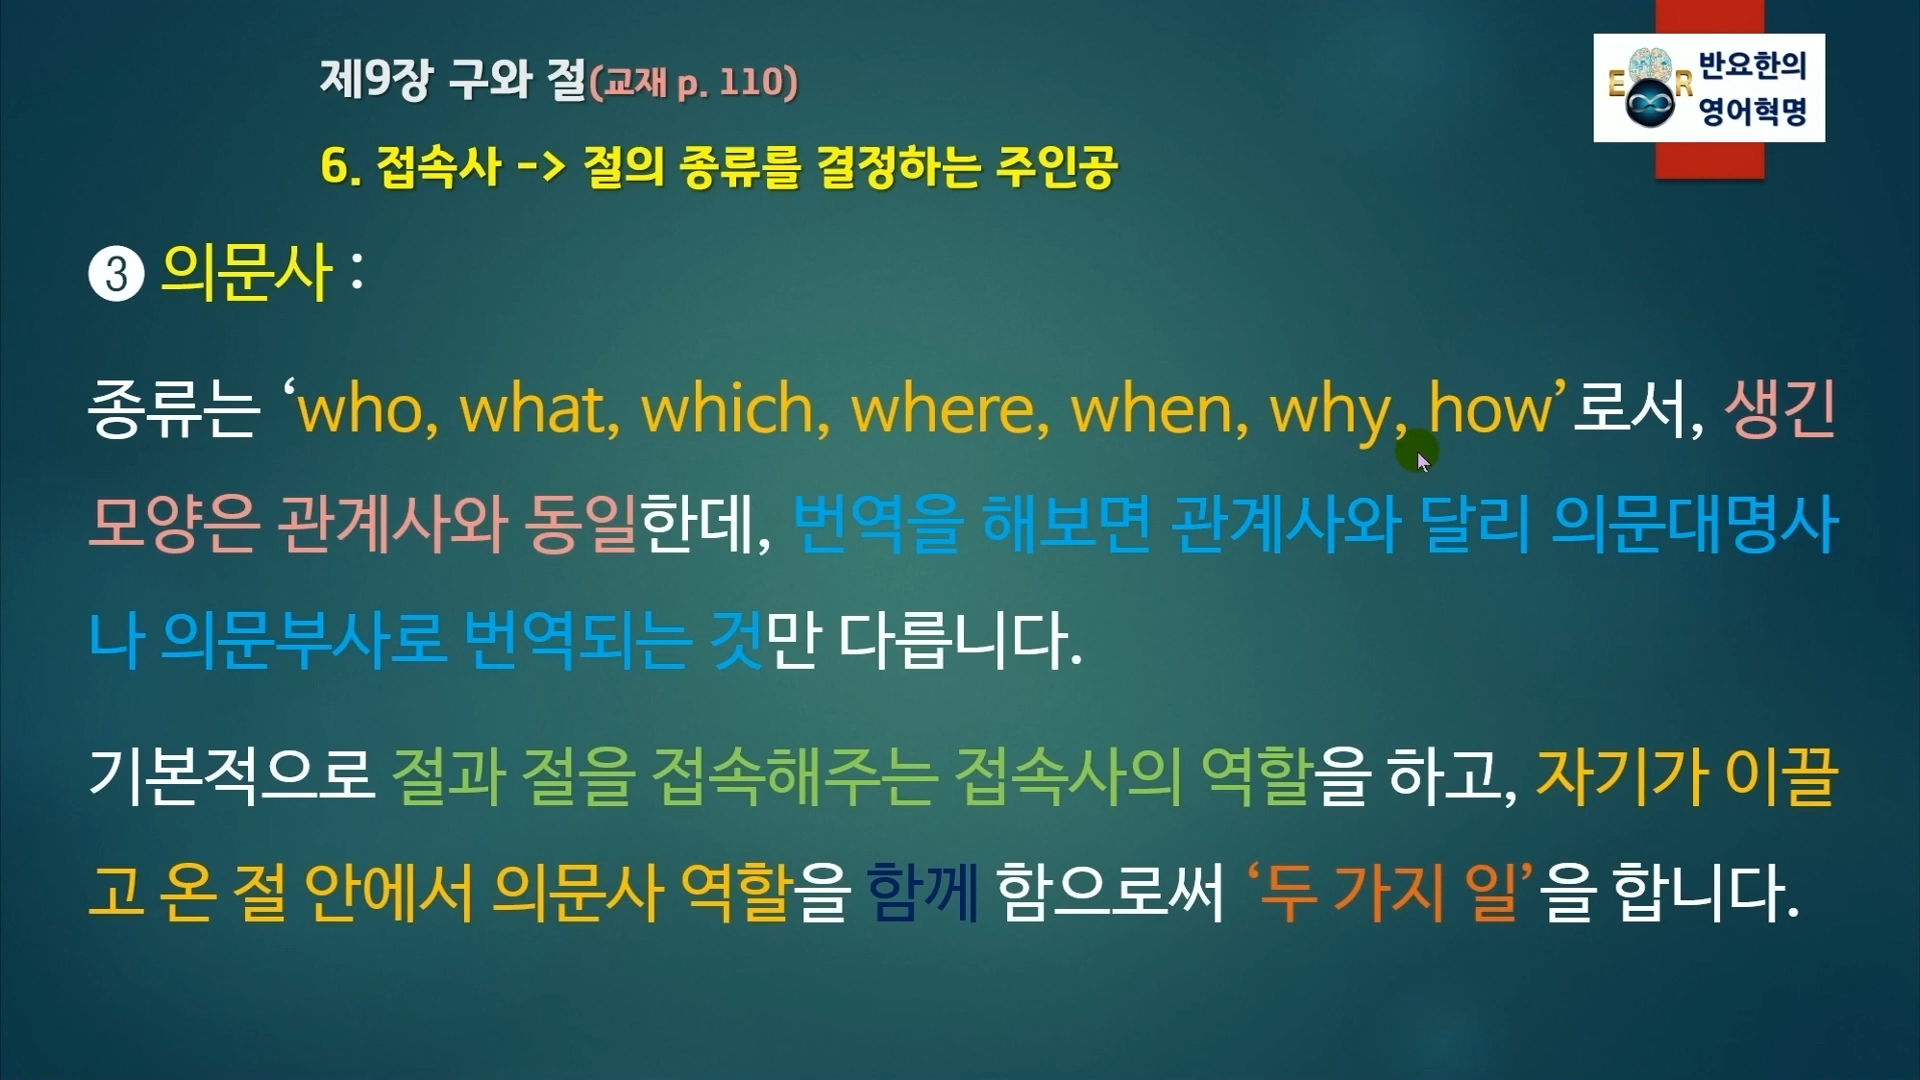 제9장 구와 절(교재 p. 110)
6. 접속사 -> 절의 종류를 결정하는 주인공
E R 반요한의
영어혁명
❸ 의문사 :
종류는 ‘who, what, which, where, when, why, how’로서, 생긴
모양은 관계사와 동일한데, 번역을 해보면 관계사와 달리 의문대명사
나 의문부사로 번역되는 것만 다릅니다.
기본적으로 절과 절을 접속해주는 접속사의 역할을 하고, 자기가 이끌
고 온 절 안에서 의문사 역할을 함께 함으로써 ‘두 가지 일’을 합니다.